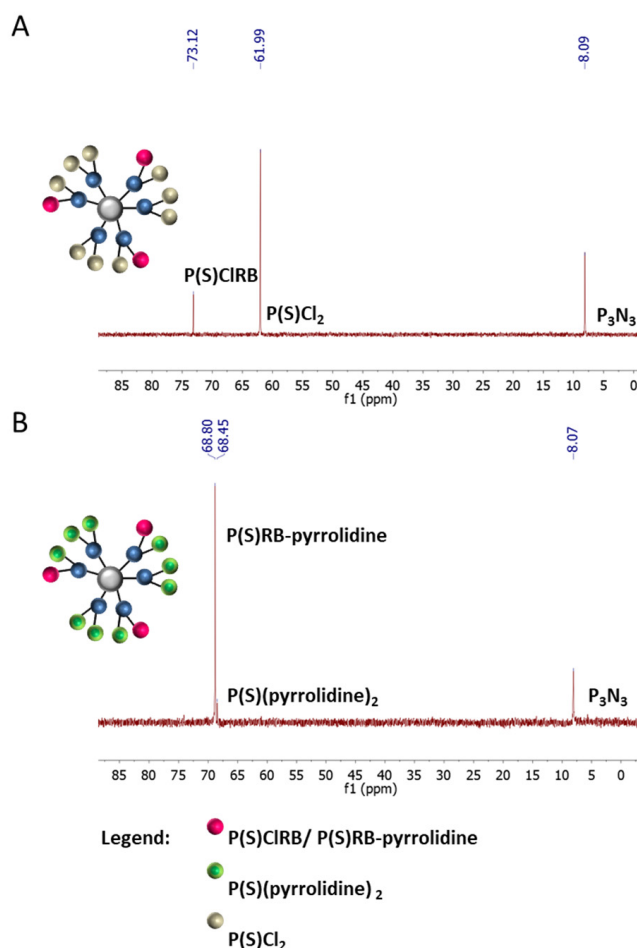 A
73.12
61.99
8.09
P(S)ClRB
P(S)Cl₂
P₃N₃
85 80 75 70 65 60 55 50 45 40 35 30 25 20 15 10 5 0
f1 (ppm)
B
68.80
68.45
8.07
P(S)RB-pyrrolidine
P(S)(pyrrolidine)₂
P₃N₃
85 80 75 70 65 60 55 50 45 40 35 30 25 20 15 10 5 0
f1 (ppm)
Legend:
P(S)ClRB/ P(S)RB-pyrrolidine
P(S)(pyrrolidine)₂
P(S)Cl₂